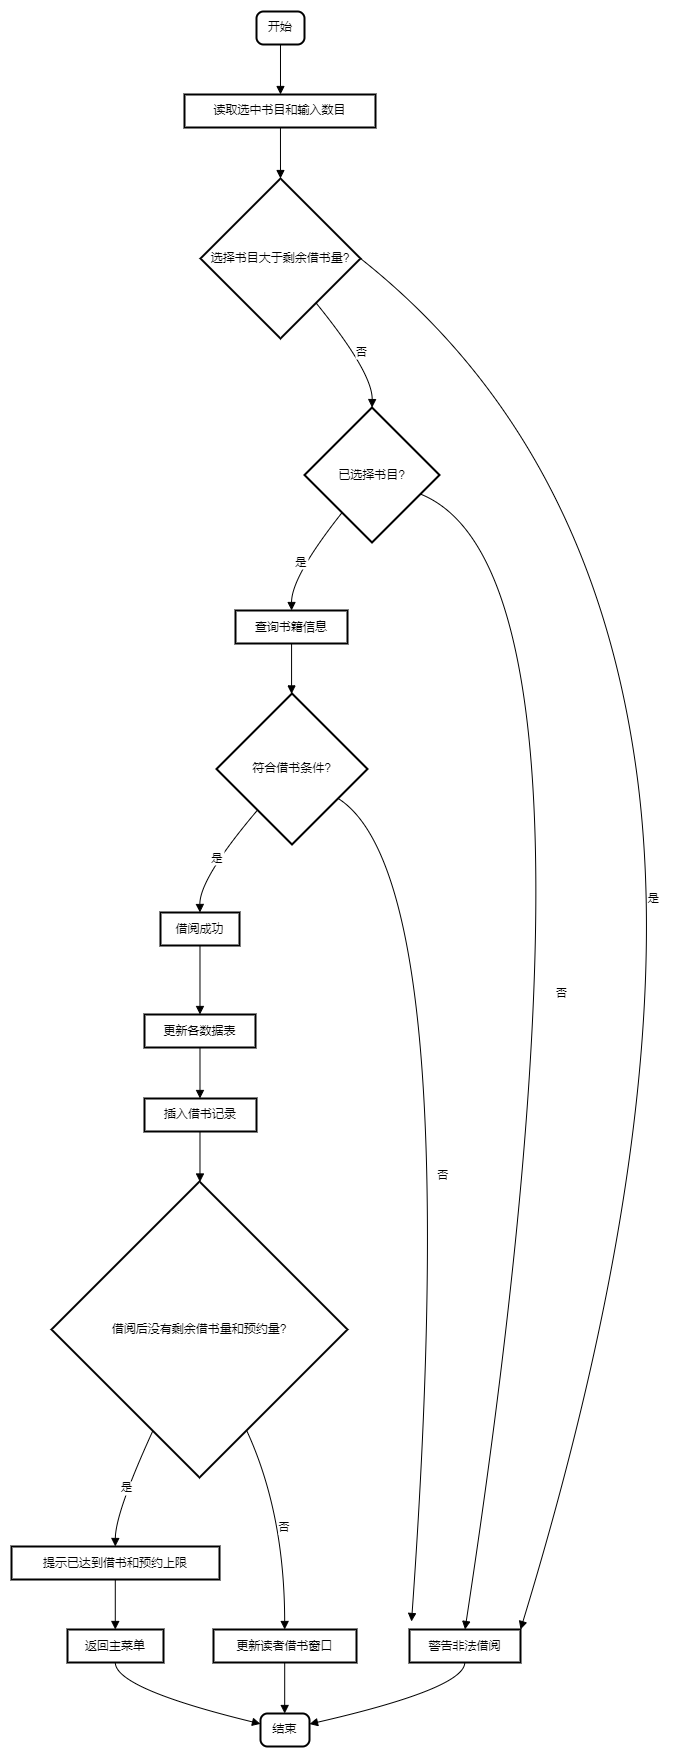 开始
读取选中书目和输入数目
选择书目大于剩余借书量?
否
已选择书目?
是
查询书籍信息
符合借书条件?
是
是
借阅成功
否
更新各数据表
插入借书记录
否
借阅后没有剩余借书量和预约量?
是
否
提示已达到借书和预约上限
返回主菜单
更新读者借书窗口
警告非法借阅
结束